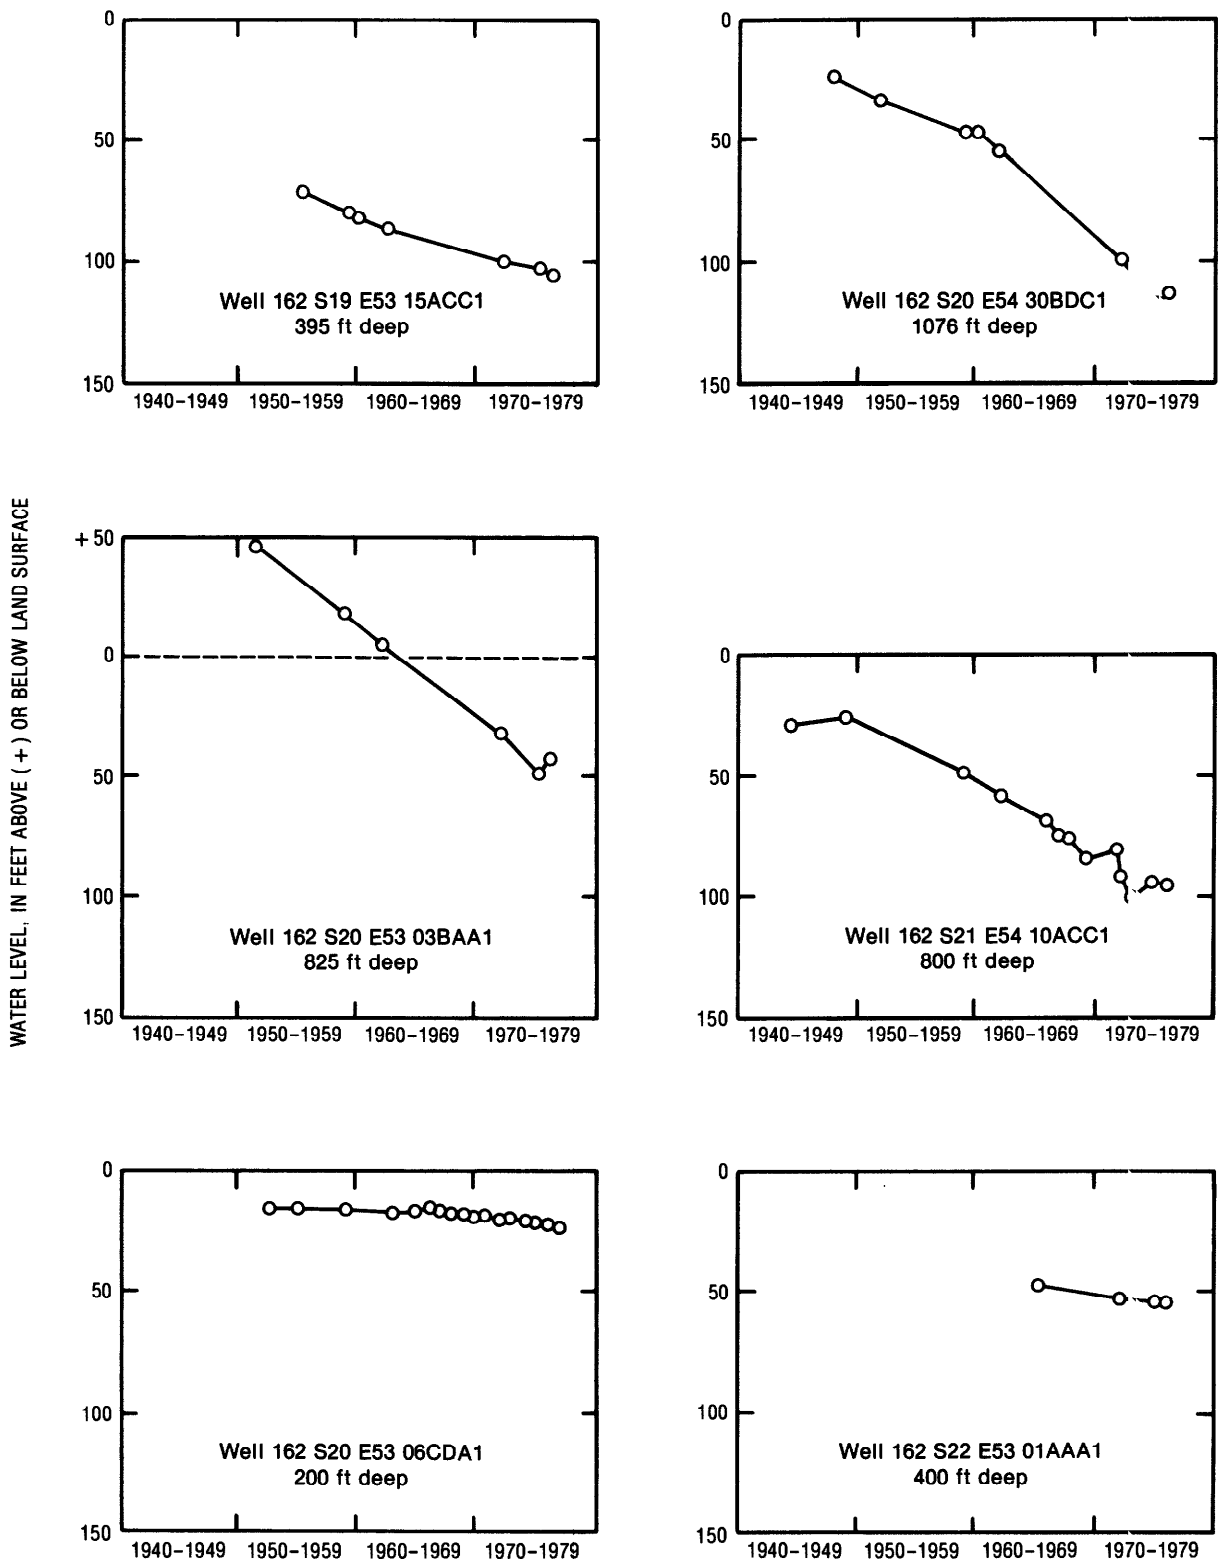 WATER LEVEL, IN FEET ABOVE (+) OR BELOW LAND SURFACE
0
50
100
150
Well 162 S19 E53 15ACC1
395 ft deep
1940-1949 1950-1959 1960-1969 1970-1979
0
50
100
150
Well 162 S20 E54 30BDC1
1076 ft deep
1940-1949 1950-1959 1960-1969 1970-1979
+50
0
50
100
150
Well 162 S20 E53 03BAA1
825 ft deep
1940-1949 1950-1959 1960-1969 1970-1979
0
50
100
150
Well 162 S21 E54 10ACC1
800 ft deep
1940-1949 1950-1959 1960-1969 1970-1979
0
50
100
150
Well 162 S20 E53 06CDA1
200 ft deep
1940-1949 1950-1959 1960-1969 1970-1979
0
50
100
150
Well 162 S22 E53 01AAA1
400 ft deep
1940-1949 1950-1959 1960-1969 1970-1979